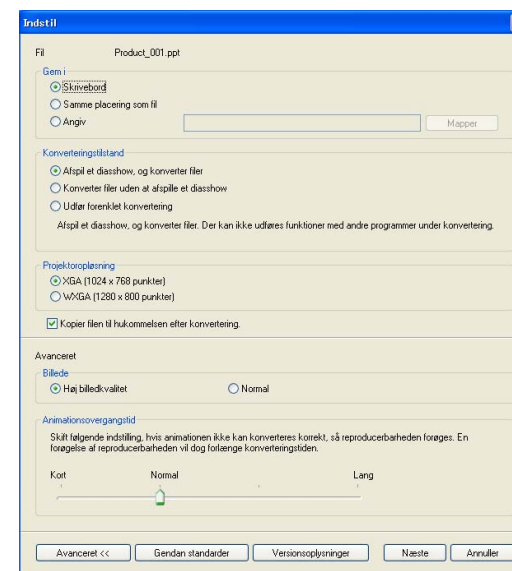 Indstil
Fil Product_001.ppt
Gem i
Skrivebord
Samme placering som fil
Angiv Mapper
Konverteringstilstand
Afspil et diasshow, og konverter filer
Konverter filer uden at afspille et diasshow
Udfør forenklet konvertering
Afspil et diasshow, og konverter filer. Der kan ikke udføres funktioner med andre programmer under konvertering.
Projektoropløsning
XGA (1024 x 768 punkter)
WXGA (1280 x 800 punkter)
Kopier filen til hukommelsen efter konvertering.
Avanceret
Billede
Høj billedkvalitet Normal
Animationsovergangstid
Skift følgende indstilling, hvis animationen ikke kan konverteres korrekt, så reproducerbarheden forøges. En
forøgelse af reproducerbarheden vil dog forlænge konverteringstiden.
Kort Normal Lang
Avanceret << Gendan standarder Versionsoplysninger Næste Annuller